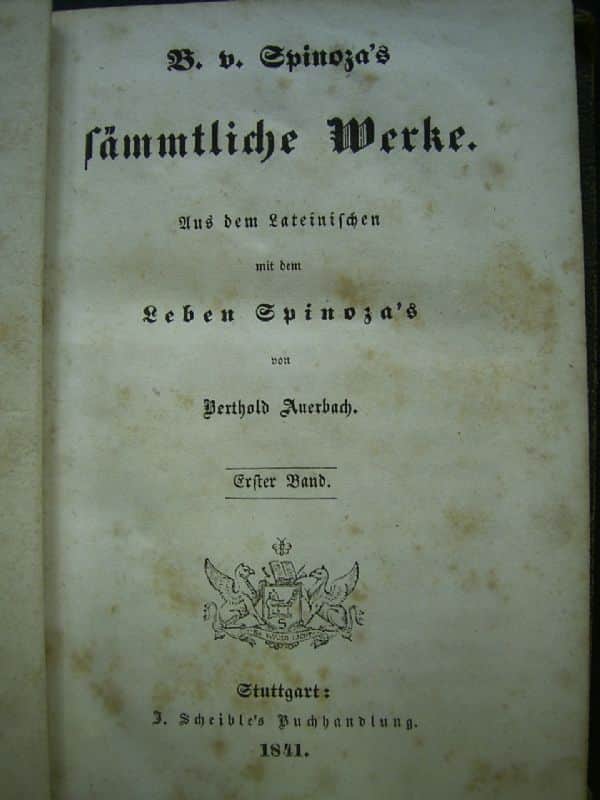 B. v. Spinoza's
sämmtliche Werke.
Aus dem Lateinischen
mit dem
Leben Spinoza's
von
Berthold Auerbach.
Erster Band.
S
Stuttgart:
J. Scheible's Buchhandlung.
1841.